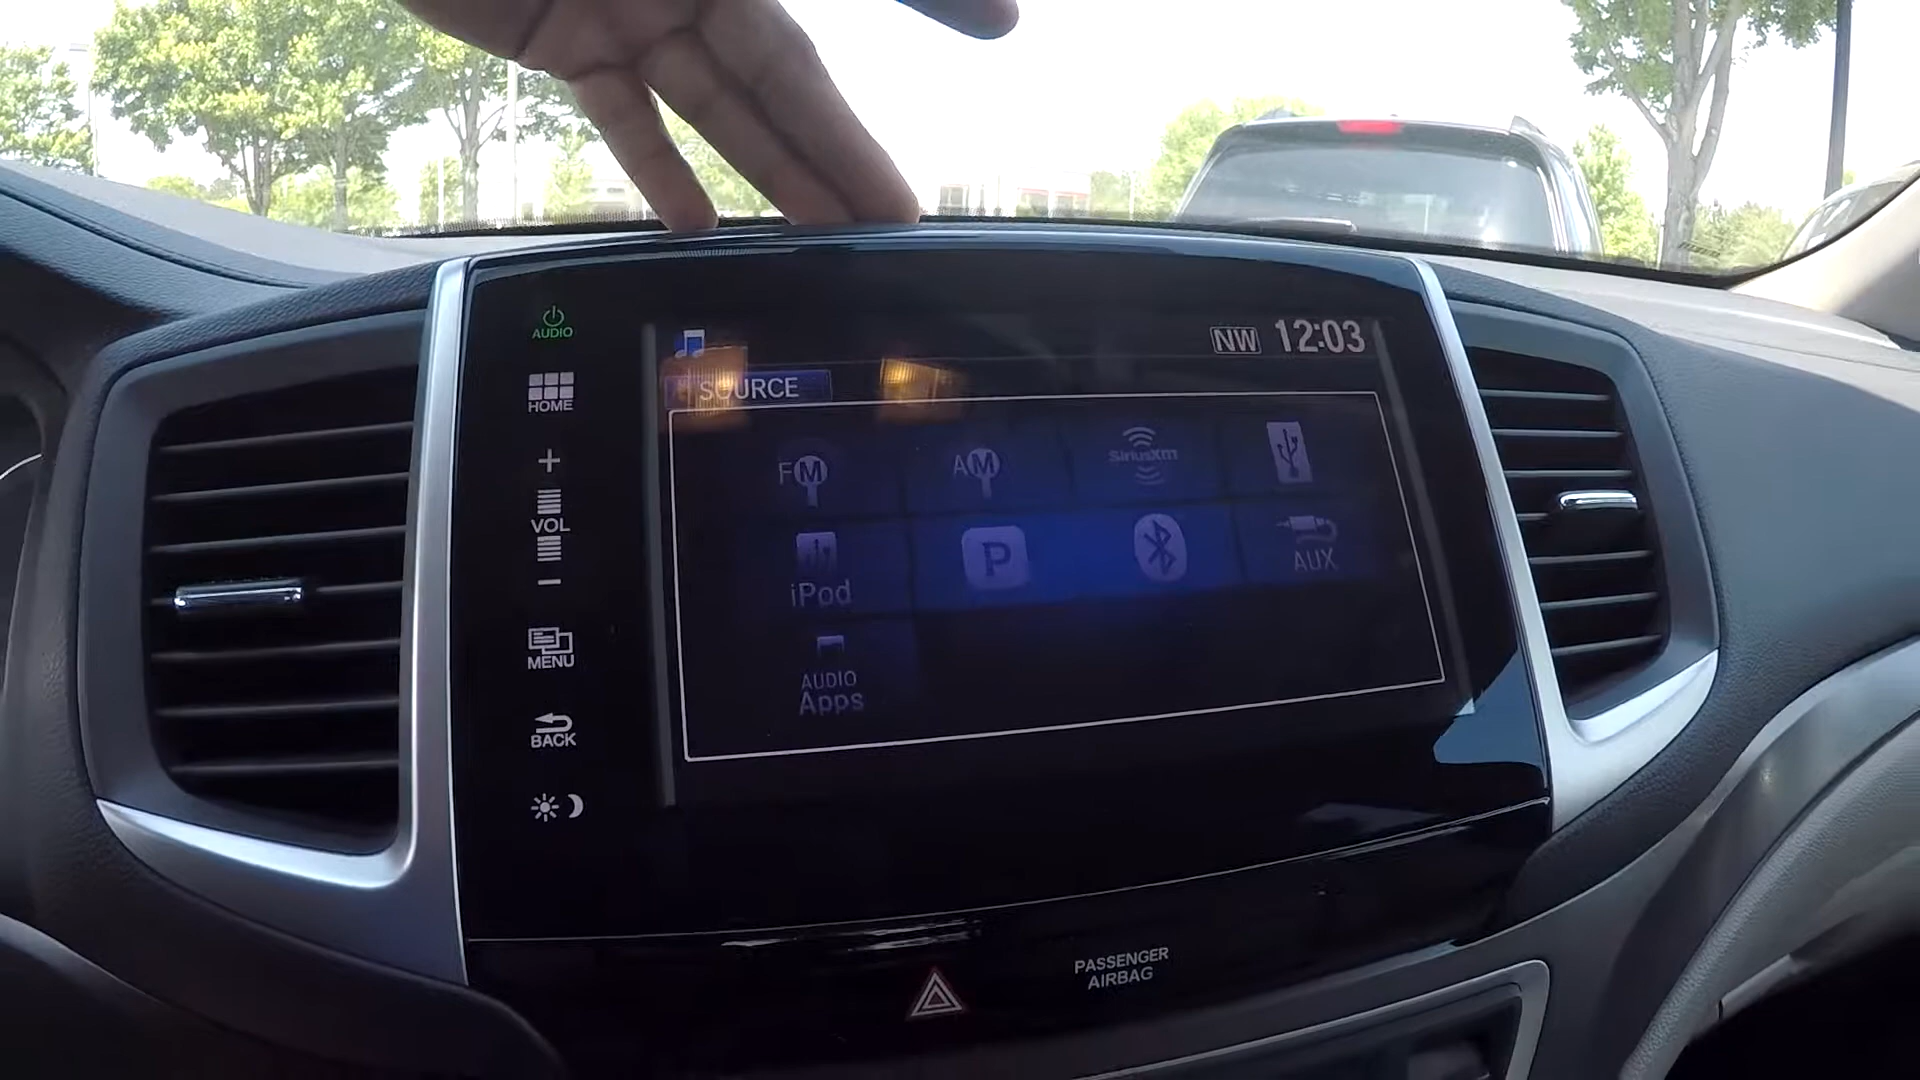 AUDIO
HOME
+
VOL
-
MENU
BACK
NW 12:03
SOURCE
FM
AM
SiriusXM
iPod
P
AUX
AUDIO
Apps
PASSENGER
AIRBAG